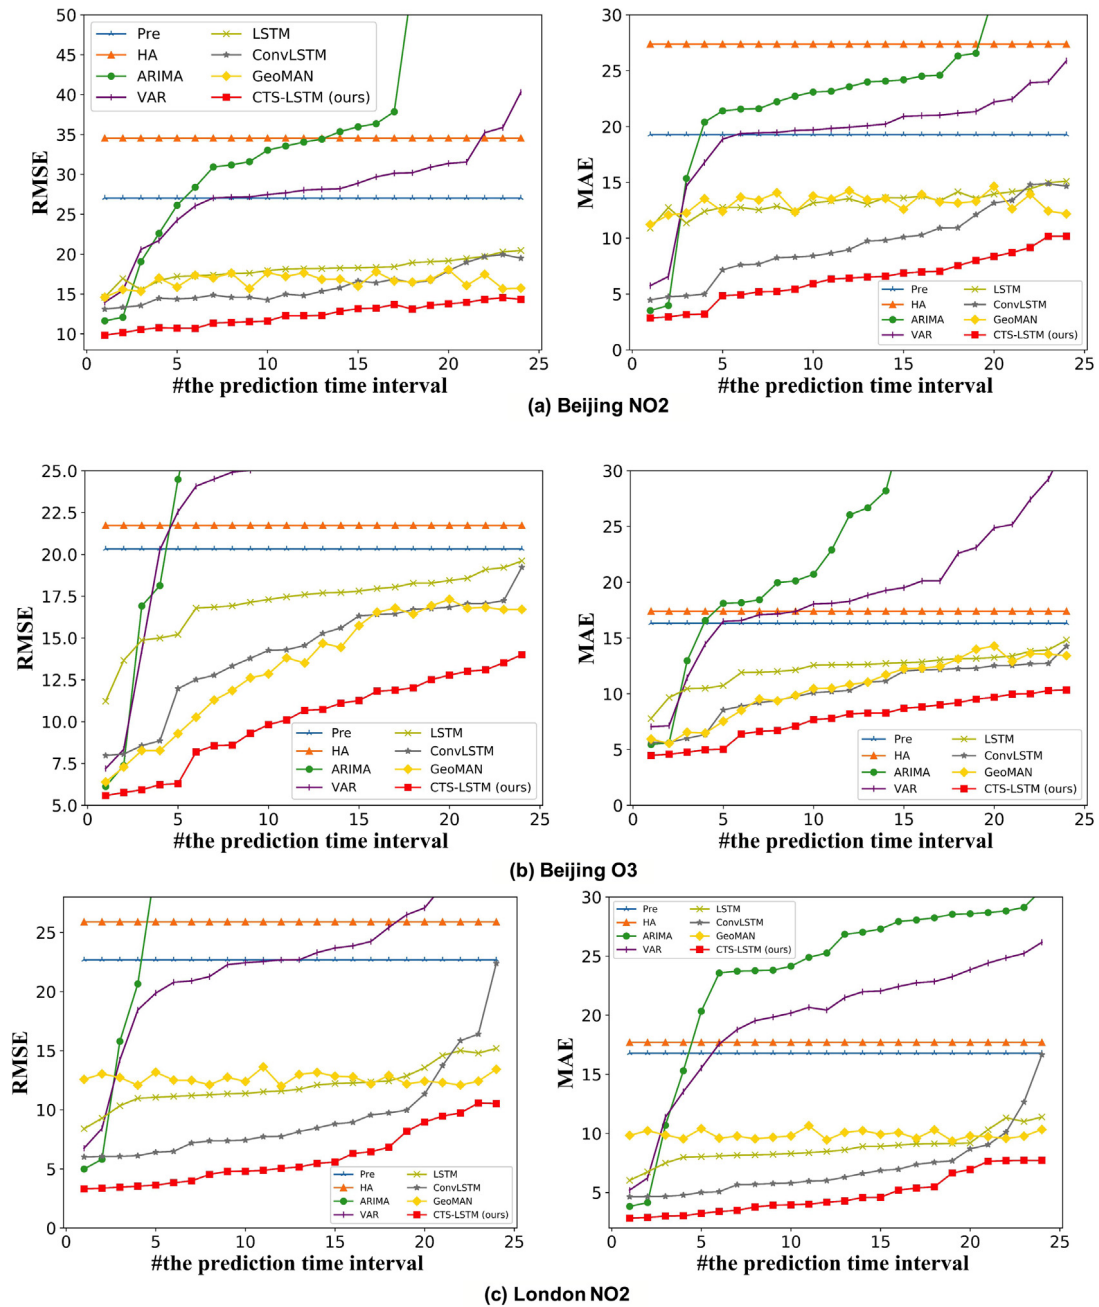 50
45
40
35
30
25
20
15
10
RMSE
Pre
HA
ARIMA
VAR
LSTM
ConvLSTM
GeoMAN
CTS-LSTM (ours)
0 5 10 15 20 25
#the prediction time interval
30
25
20
15
10
5
0
MAE
Pre
HA
ARIMA
VAR
LSTM
ConvLSTM
GeoMAN
CTS-LSTM (ours)
0 5 10 15 20 25
#the prediction time interval
(a) Beijing NO2
25.0
22.5
20.0
17.5
15.0
12.5
10.0
7.5
5.0
RMSE
Pre
HA
ARIMA
VAR
LSTM
ConvLSTM
GeoMAN
CTS-LSTM (ours)
0 5 10 15 20 25
#the prediction time interval
30
25
20
15
10
5
0
MAE
Pre
HA
ARIMA
VAR
LSTM
ConvLSTM
GeoMAN
CTS-LSTM (ours)
0 5 10 15 20 25
#the prediction time interval
(b) Beijing O3
25
20
15
10
5
0
RMSE
Pre
HA
ARIMA
VAR
LSTM
ConvLSTM
GeoMAN
CTS-LSTM (ours)
0 5 10 15 20 25
#the prediction time interval
30
25
20
15
10
5
MAE
Pre
HA
ARIMA
VAR
LSTM
ConvLSTM
GeoMAN
CTS-LSTM (ours)
0 5 10 15 20 25
#the prediction time interval
(c) London NO2